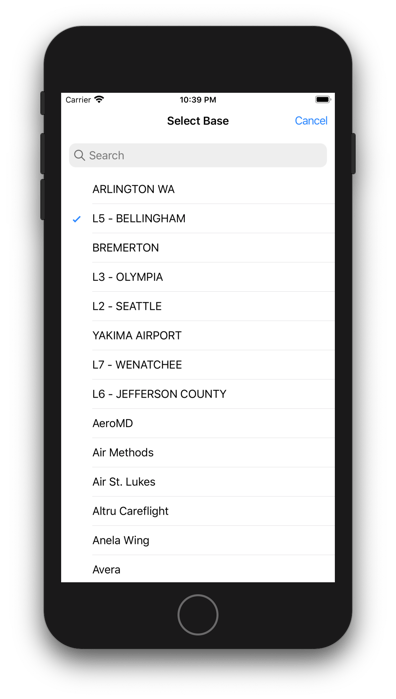 Carrier 10:39 PM
Select Base Cancel
Search
ARLINGTON WA
L5 - BELLINGHAM
BREMERTON
L3 - OLYMPIA
L2 - SEATTLE
YAKIMA AIRPORT
L7 - WENATCHEE
L6 - JEFFERSON COUNTY
AeroMD
Air Methods
Air St. Lukes
Altru Careflight
Anela Wing
Avera